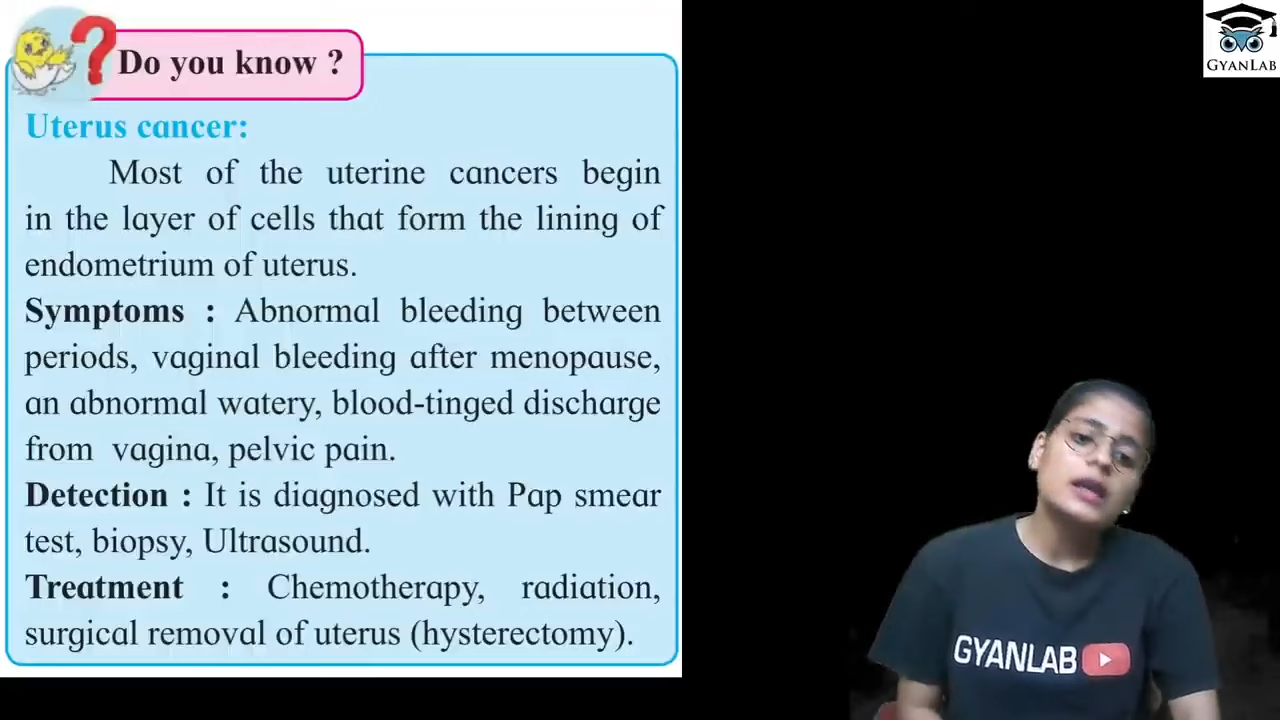 ? Do you know ?
GYANLAB
Uterus cancer:
Most of the uterine cancers begin
in the layer of cells that form the lining of
endometrium of uterus.
Symptoms : Abnormal bleeding between
periods, vaginal bleeding after menopause,
an abnormal watery, blood-tinged discharge
from vagina, pelvic pain.
Detection : It is diagnosed with Pap smear
test, biopsy, Ultrasound.
Treatment : Chemotherapy, radiation,
surgical removal of uterus (hysterectomy).
GYANLAB